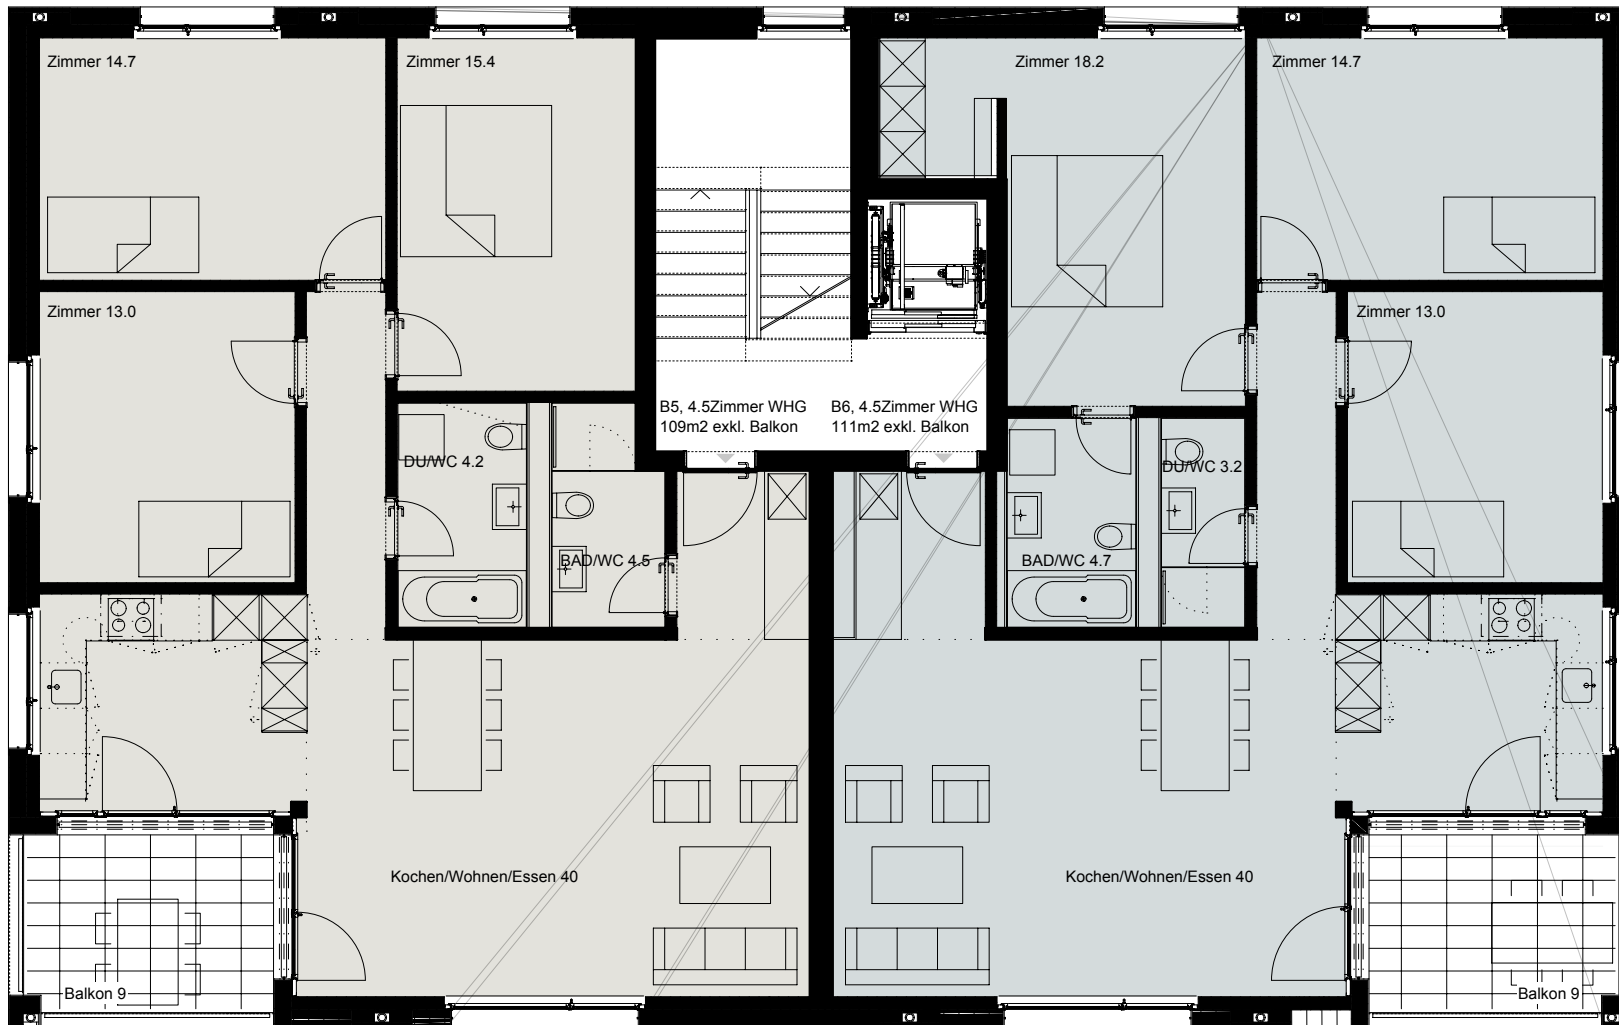 Zimmer 14.7
Zimmer 15.4
Zimmer 18.2
Zimmer 14.7
Zimmer 13.0
Zimmer 13.0
B5, 4.5Zimmer WHG
109m2 exkl. Balkon
B6, 4.5Zimmer WHG
111m2 exkl. Balkon
DU/WC 4.2
DU/WC 3.2
BAD/WC 4.5
BAD/WC 4.7
Kochen/Wohnen/Essen 40
Kochen/Wohnen/Essen 40
Balkon 9
Balkon 9